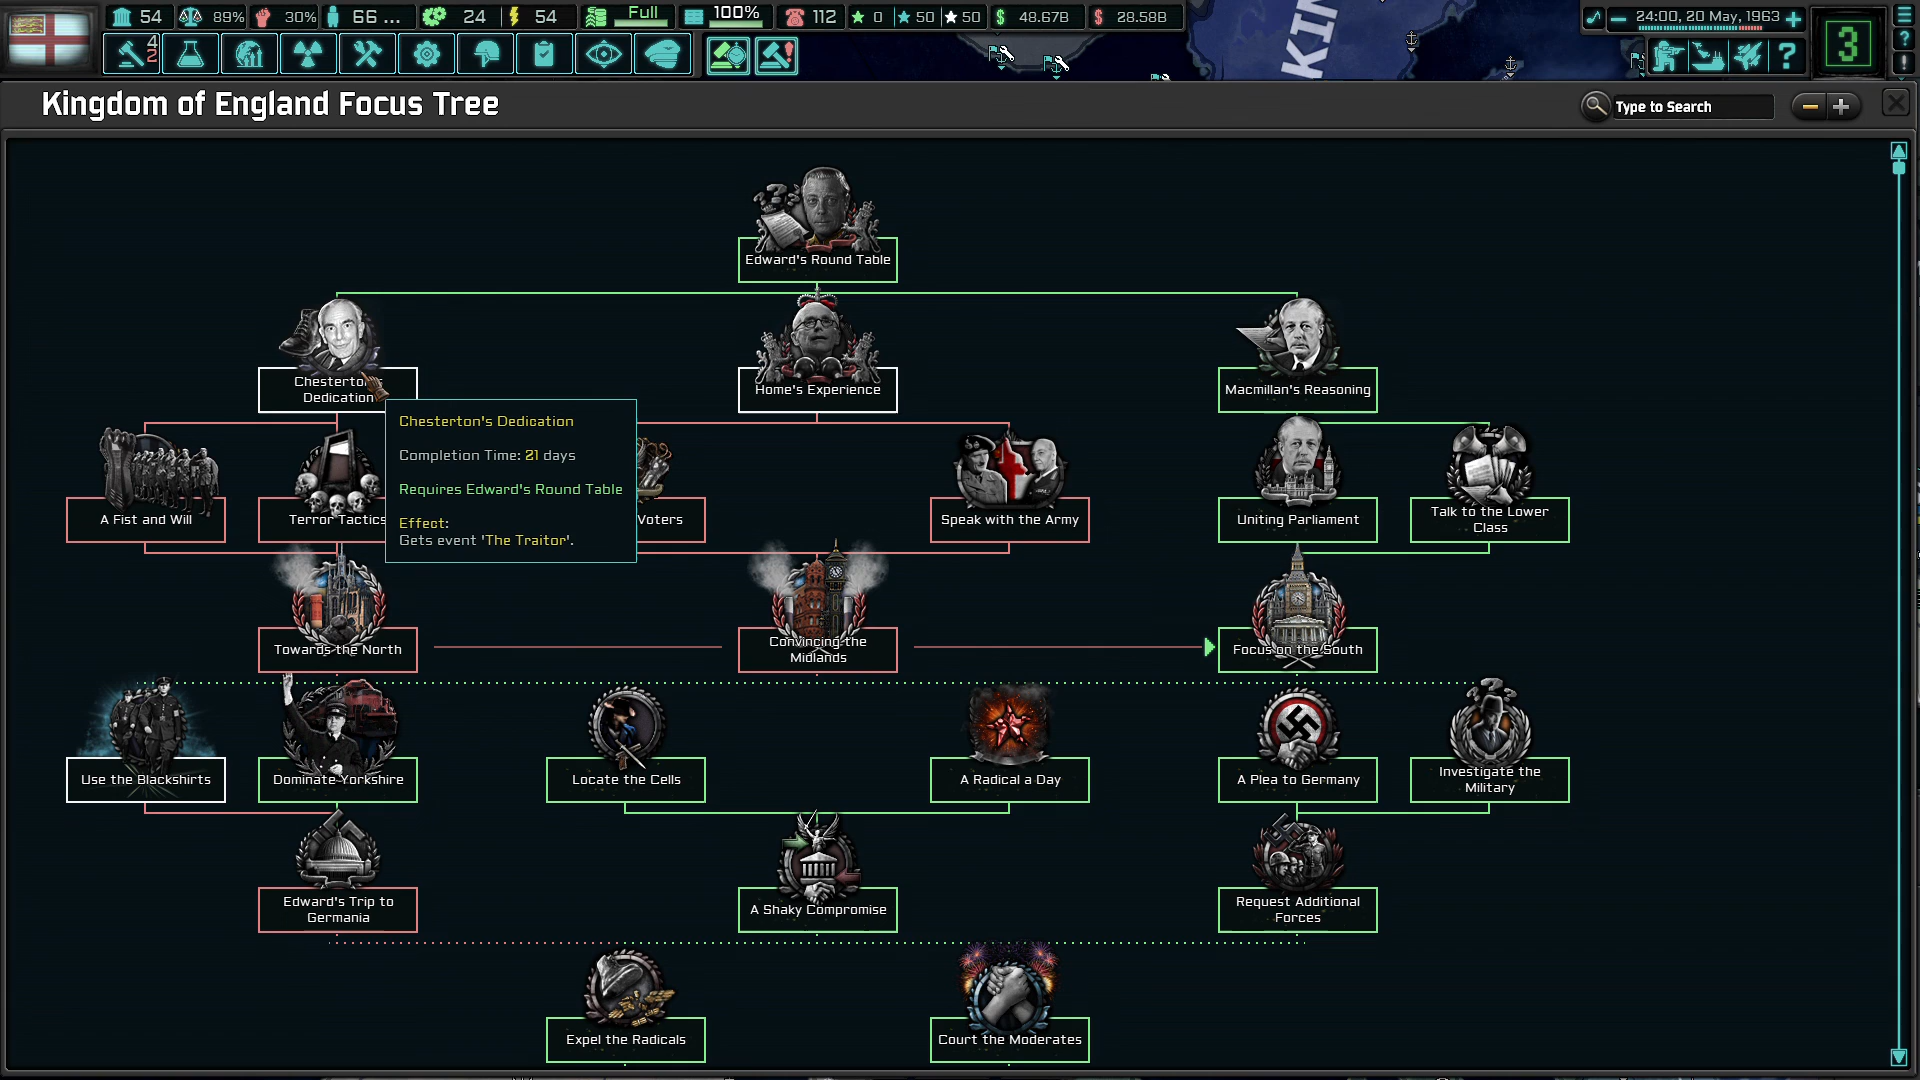 54
89%
30%
66 ...
24
54
Full
100%
112
0
50
50
$ 48.67B
$ 28.58B
24:00, 20 May, 1963
3
4
2
KIN
Kingdom of England Focus Tree
Type to Search
Edward's Round Table
Chesterton's
Dedication
Home's Experience
Macmillan's Reasoning
Chesterton's Dedication
Completion Time: 21 days
Requires Edward's Round Table
Effect:
Gets event 'The Traitor'.
A Fist and Will
Terror Tactics
Voters
Speak with the Army
Uniting Parliament
Talk to the Lower
Class
Towards the North
Convincing the
Midlands
Focus on the South
Use the Blackshirts
Dominate Yorkshire
Locate the Cells
A Radical a Day
A Plea to Germany
Investigate the
Military
Edward's Trip to
Germania
A Shaky Compromise
Request Additional
Forces
Expel the Radicals
Court the Moderates